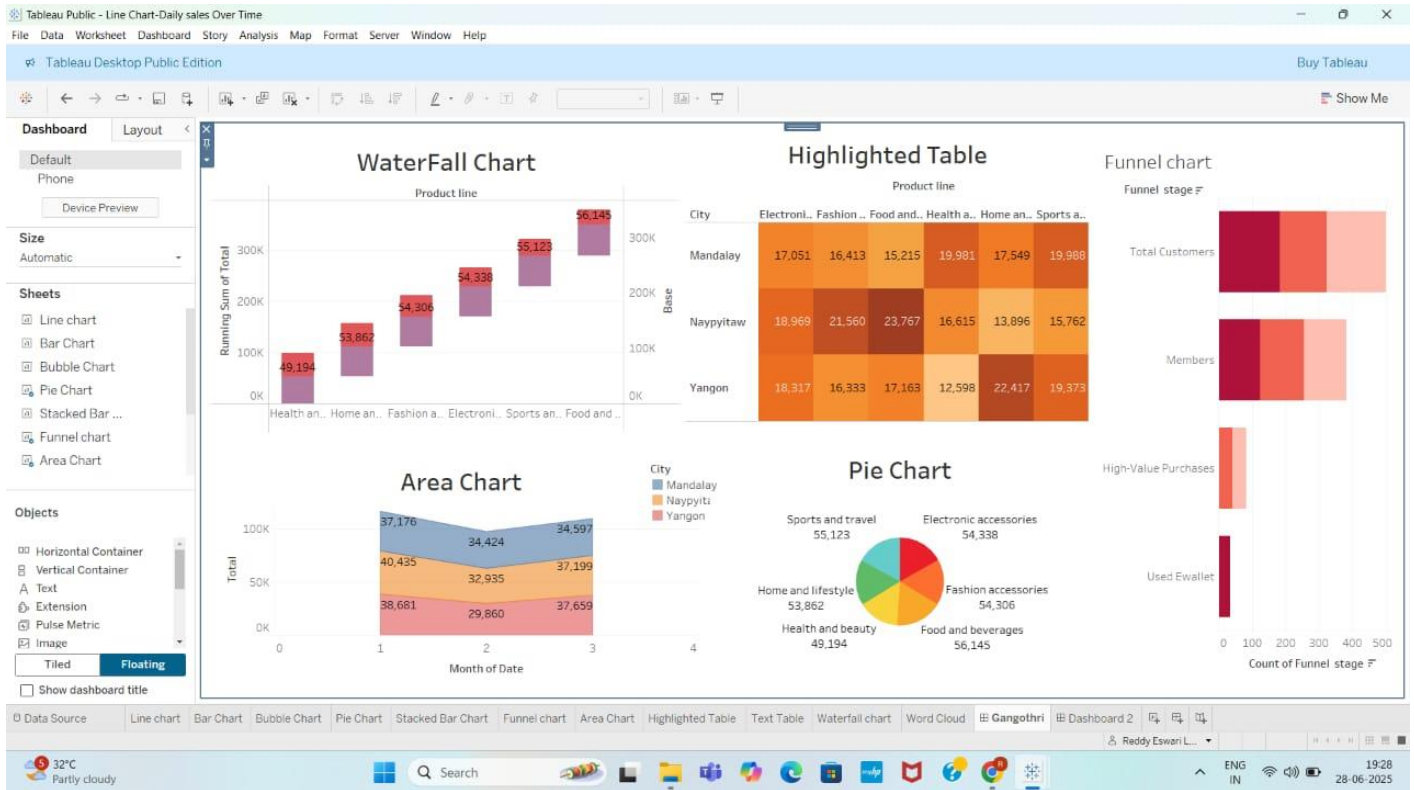 Tableau Public - Line Chart-Daily sales Over Time
File Data Worksheet Dashboard Story Analysis Map Format Server Window Help
Tableau Desktop Public Edition
Buy Tableau
Show Me
Dashboard Layout
Default
Phone
Device Preview
Size
Automatic
Sheets
Line chart
Bar Chart
Bubble Chart
Pie Chart
Stacked Bar ...
Funnel chart
Area Chart
Objects
Horizontal Container
Vertical Container
Text
Extension
Pulse Metric
Image
Tiled Floating
Show dashboard title
WaterFall Chart
Product line
Running Sum of Total
300K
200K
100K
0K
49,194
53,862
54,306
54,338
55,123
56,145
300K
200K
100K
0K
Base
Health an.. Home an.. Fashion a.. Electroni.. Sports an.. Food and ..
Highlighted Table
Product line
City Electroni.. Fashion .. Food and.. Health a.. Home an.. Sports a..
Mandalay 17,051 16,413 15,215 19,981 17,549 19,988
Naypyitaw 18,969 21,560 23,767 16,615 13,896 15,762
Yangon 18,317 16,333 17,163 12,598 22,417 19,373
Funnel chart
Funnel stage
Total Customers
Members
High-Value Purchases
Used Ewallet
0 100 200 300 400 500
Count of Funnel stage
Area Chart
City
Mandalay
Naypyita
Yangon
Total
100K
50K
0K
37,176 34,424 34,597
40,435 32,935 37,199
38,681 29,860 37,659
0 1 2 3 4
Month of Date
Pie Chart
Sports and travel
55,123
Electronic accessories
54,338
Home and lifestyle
53,862
Fashion accessories
54,306
Health and beauty
49,194
Food and beverages
56,145
Data Source Line chart Bar Chart Bubble Chart Pie Chart Stacked Bar Chart Funnel chart Area Chart Highlighted Table Text Table Waterfall chart Word Cloud Gangothri Dashboard 2
Reddy Eswari L...
5
32°C
Partly cloudy
Search
ENG
IN
19:28
28-06-2025